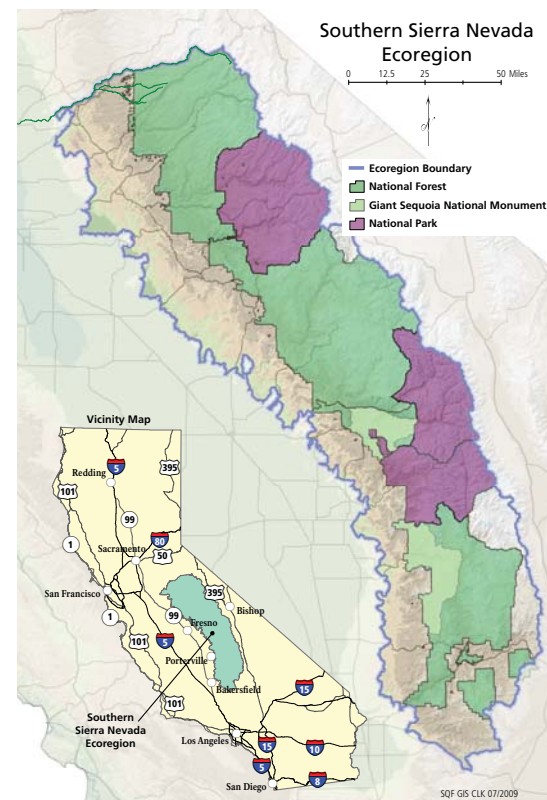 Southern Sierra Nevada
Ecoregion
0 12.5 25 50 Miles
N
Ecoregion Boundary
National Forest
Giant Sequoia National Monument
National Park
Vicinity Map
5
395
Redding
101
99
1
80
Sacramento
50
San Francisco
395
Bishop
99
1
Fresno
101
5
Porterville
15
Bakersfield
101
Southern
Sierra Nevada
Ecoregion
Los Angeles
15
10
5
8
San Diego
SQF GIS CLK 07/2009